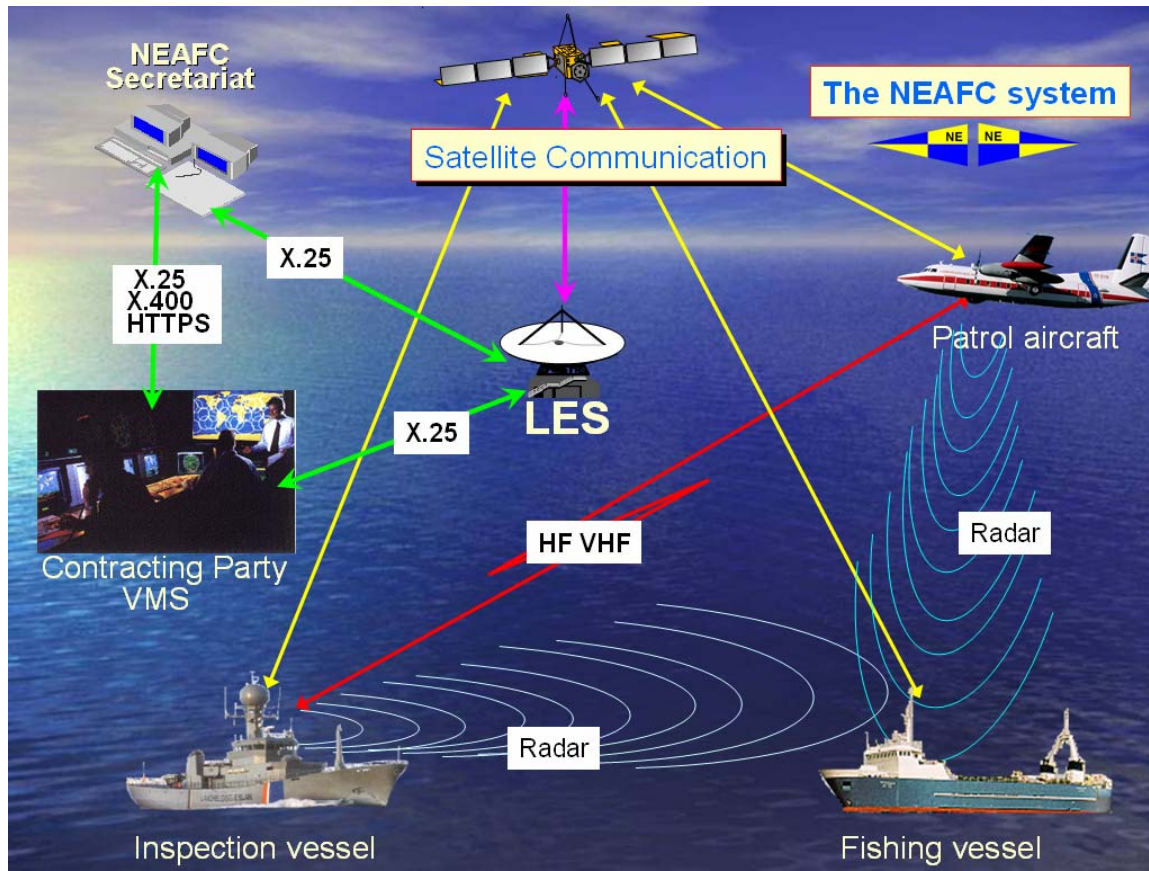 NEAFC
Secretariat
The NEAFC system
NE NE
Satellite Communication
X.25
X.25
X.400
HTTPS
Patrol aircraft
LES
X.25
Radar
HF VHF
Contracting Party
VMS
Radar
Inspection vessel
Fishing vessel